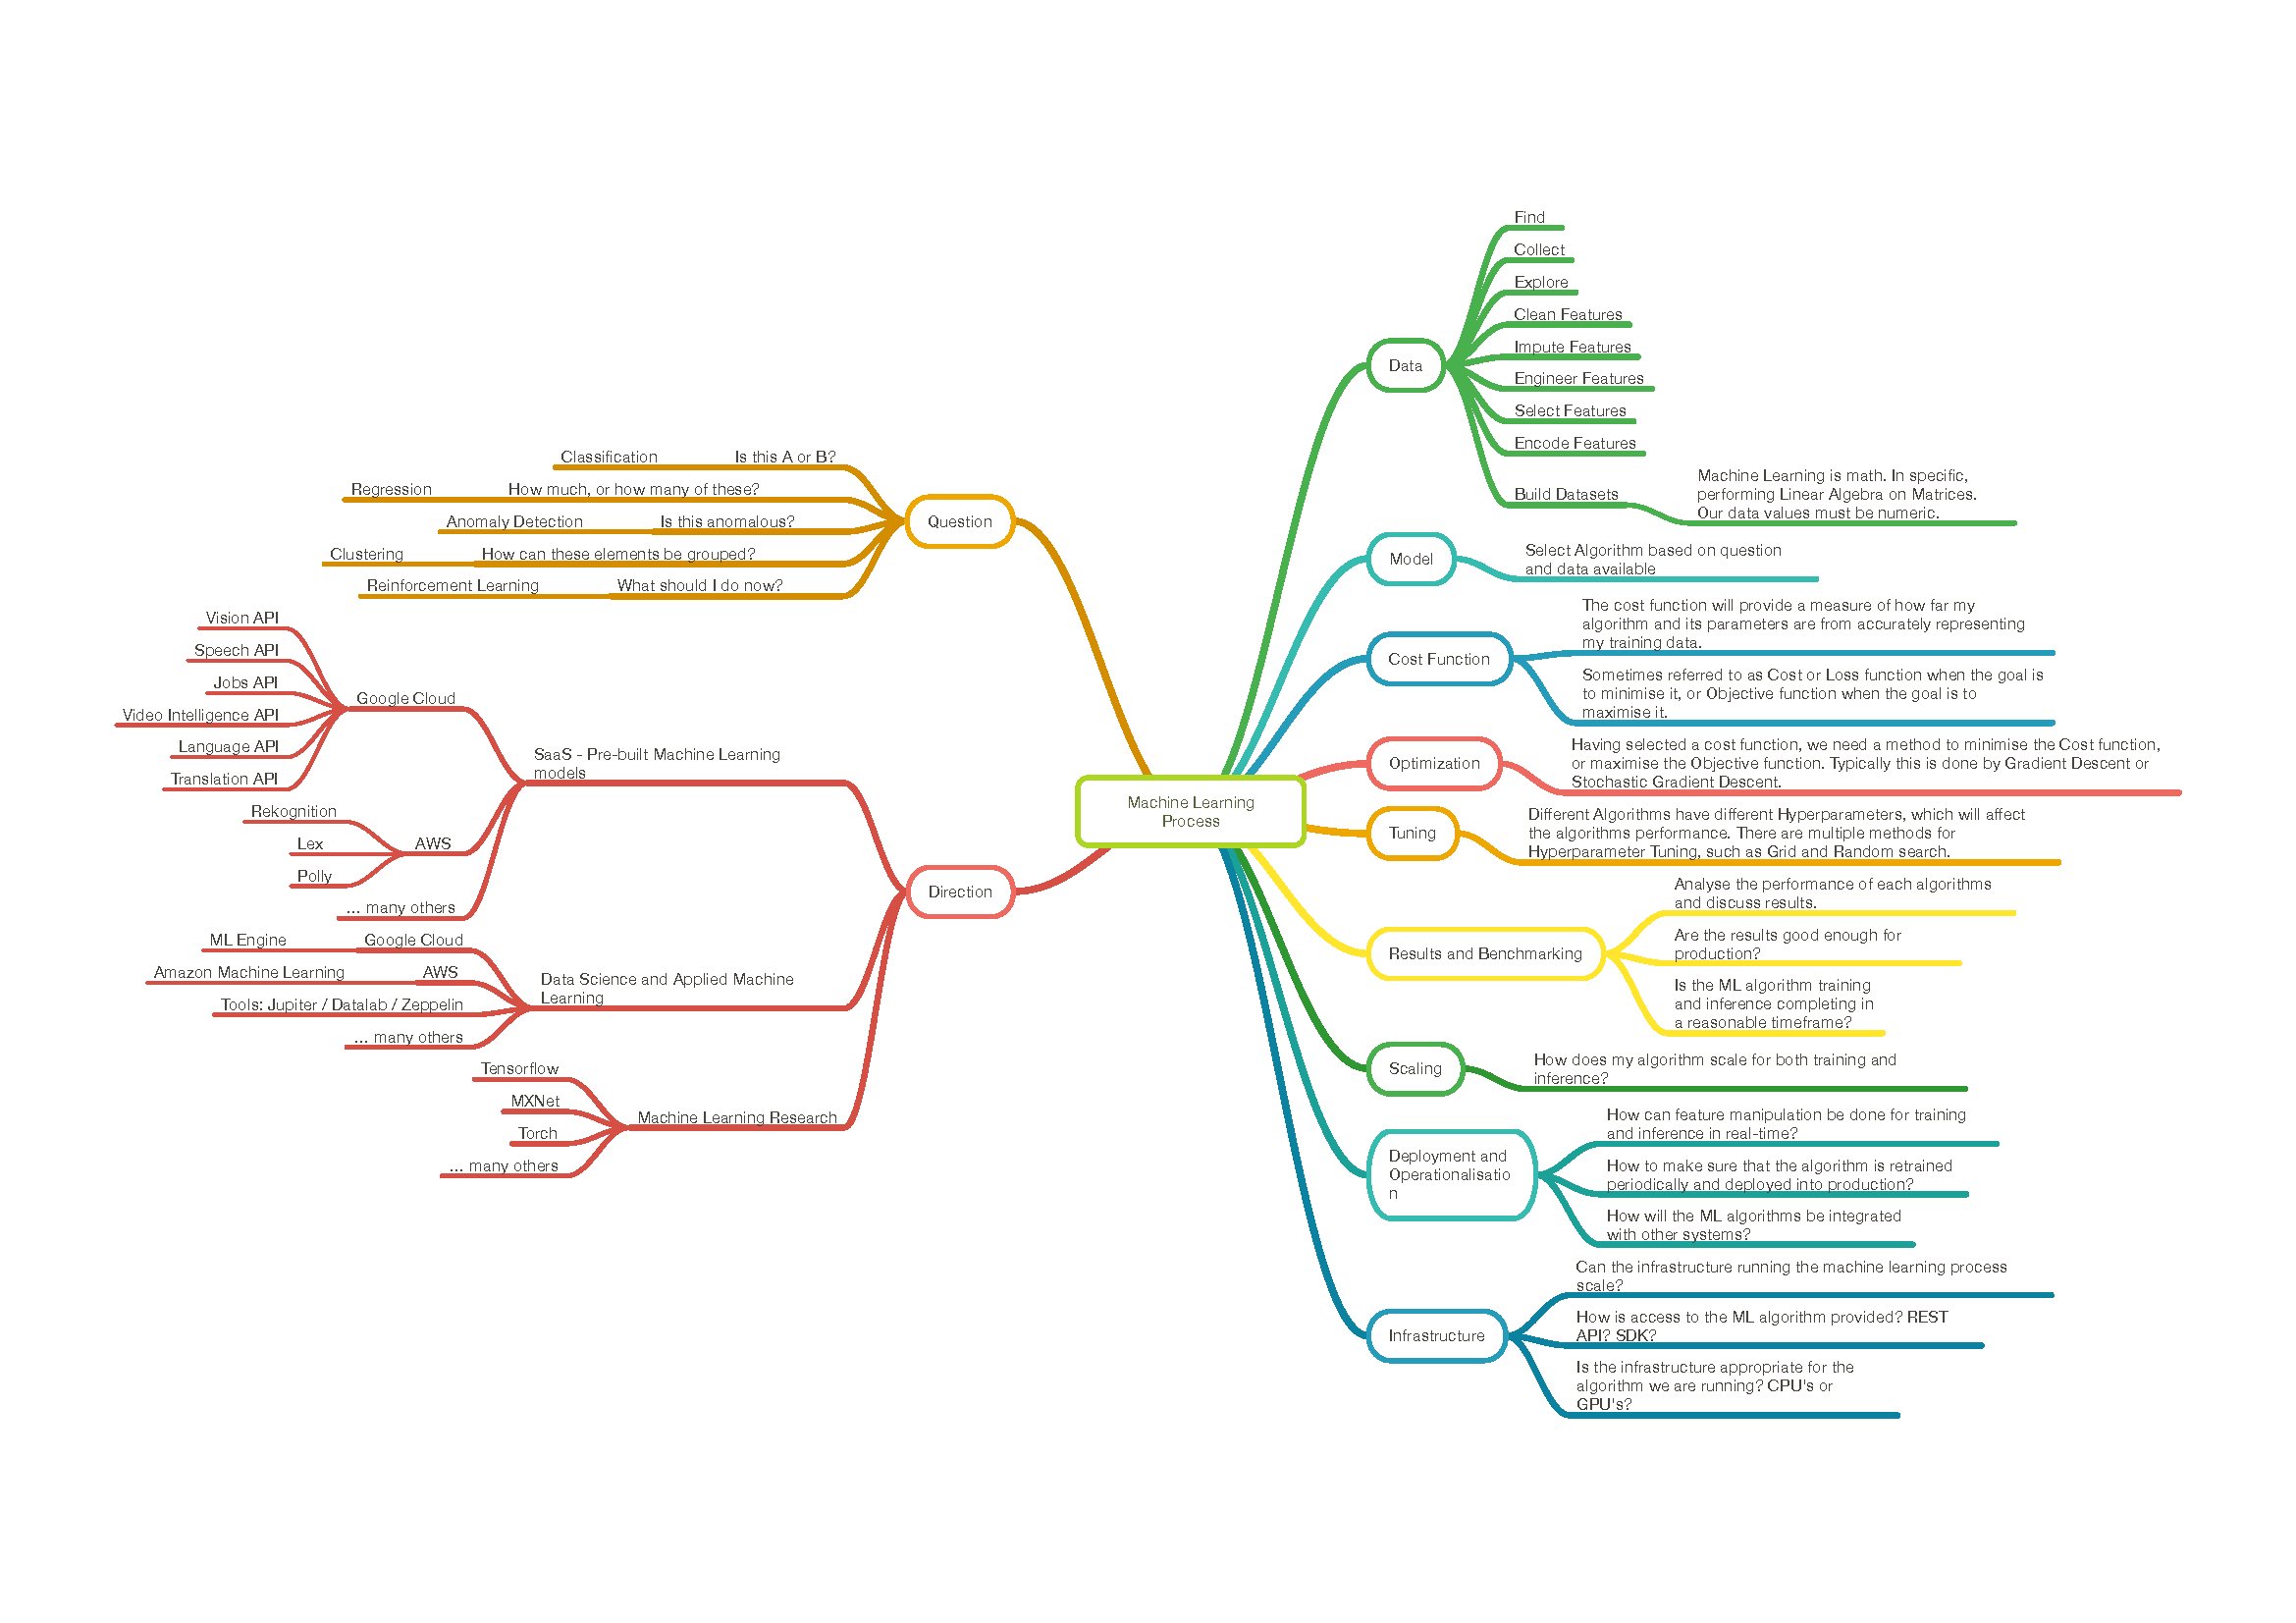 Find
Collect
Explore
Clean Features
Impute Features
Data
Engineer Features
Select Features
Encode Features
Build Datasets
Machine Learning is math. In specific,
performing Linear Algebra on Matrices.
Our data values must be numeric.
Classification
Is this A or B?
Regression
How much, or how many of these?
Anomaly Detection
Is this anomalous?
Clustering
How can these elements be grouped?
Reinforcement Learning
What should I do now?
Question
Model
Select Algorithm based on question
and data available
Cost Function
The cost function will provide a measure of how far my
algorithm and its parameters are from accurately representing
my training data.
Sometimes referred to as Cost or Loss function when the goal is
to minimise it, or Objective function when the goal is to
maximise it.
Optimization
Having selected a cost function, we need a method to minimise the Cost function,
or maximise the Objective function. Typically this is done by Gradient Descent or
Stochastic Gradient Descent.
Machine Learning
Process
Tuning
Different Algorithms have different Hyperparameters, which will affect
the algorithms performance. There are multiple methods for
Hyperparameter Tuning, such as Grid and Random search.
Vision API
Speech API
Jobs API
Video Intelligence API
Language API
Translation API
Google Cloud
SaaS - Pre-built Machine Learning
models
Rekognition
Lex
Polly
AWS
... many others
Direction
ML Engine
Google Cloud
Amazon Machine Learning
AWS
Tools: Jupiter / Datalab / Zeppelin
... many others
Data Science and Applied Machine
Learning
Tensorflow
MXNet
Torch
... many others
Machine Learning Research
Results and Benchmarking
Analyse the performance of each algorithms
and discuss results.
Are the results good enough for
production?
Is the ML algorithm training
and inference completing in
a reasonable timeframe?
Scaling
How does my algorithm scale for both training and
inference?
Deployment and
Operationalisatio
n
How can feature manipulation be done for training
and inference in real-time?
How to make sure that the algorithm is retrained
periodically and deployed into production?
How will the ML algorithms be integrated
with other systems?
Infrastructure
Can the infrastructure running the machine learning process
scale?
How is access to the ML algorithm provided? REST
API? SDK?
Is the infrastructure appropriate for the
algorithm we are running? CPU's or
GPU's?